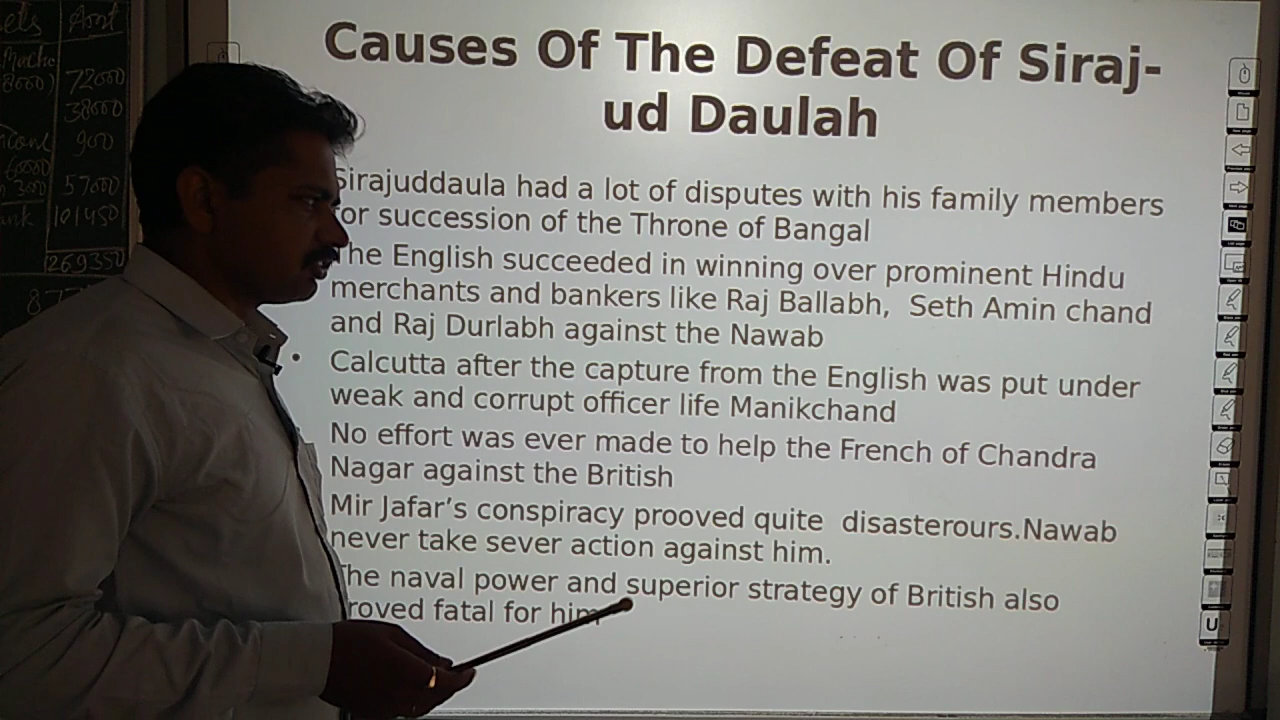 Amt
72000
38000
900
57000
101450
269350
Causes Of The Defeat Of Siraj-
ud Daulah
Sirajuddaula had a lot of disputes with his family members
for succession of the Throne of Bangal
The English succeeded in winning over prominent Hindu
merchants and bankers like Raj Ballabh, Seth Amin chand
and Raj Durlabh against the Nawab
• Calcutta after the capture from the English was put under
weak and corrupt officer life Manikchand
No effort was ever made to help the French of Chandra
Nagar against the British
Mir Jafar’s conspiracy prooved quite disasterours.Nawab
never take sever action against him.
The naval power and superior strategy of British also
proved fatal for him
U